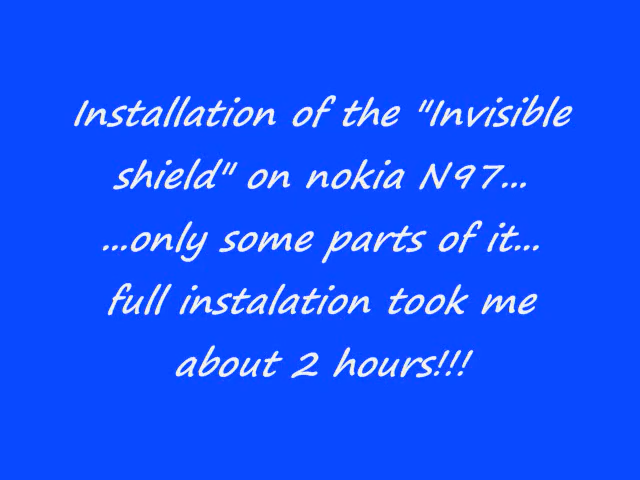 Installation of the "Invisible
shield" on nokia N97...
...only some parts of it...
full instalation took me
about 2 hours!!!